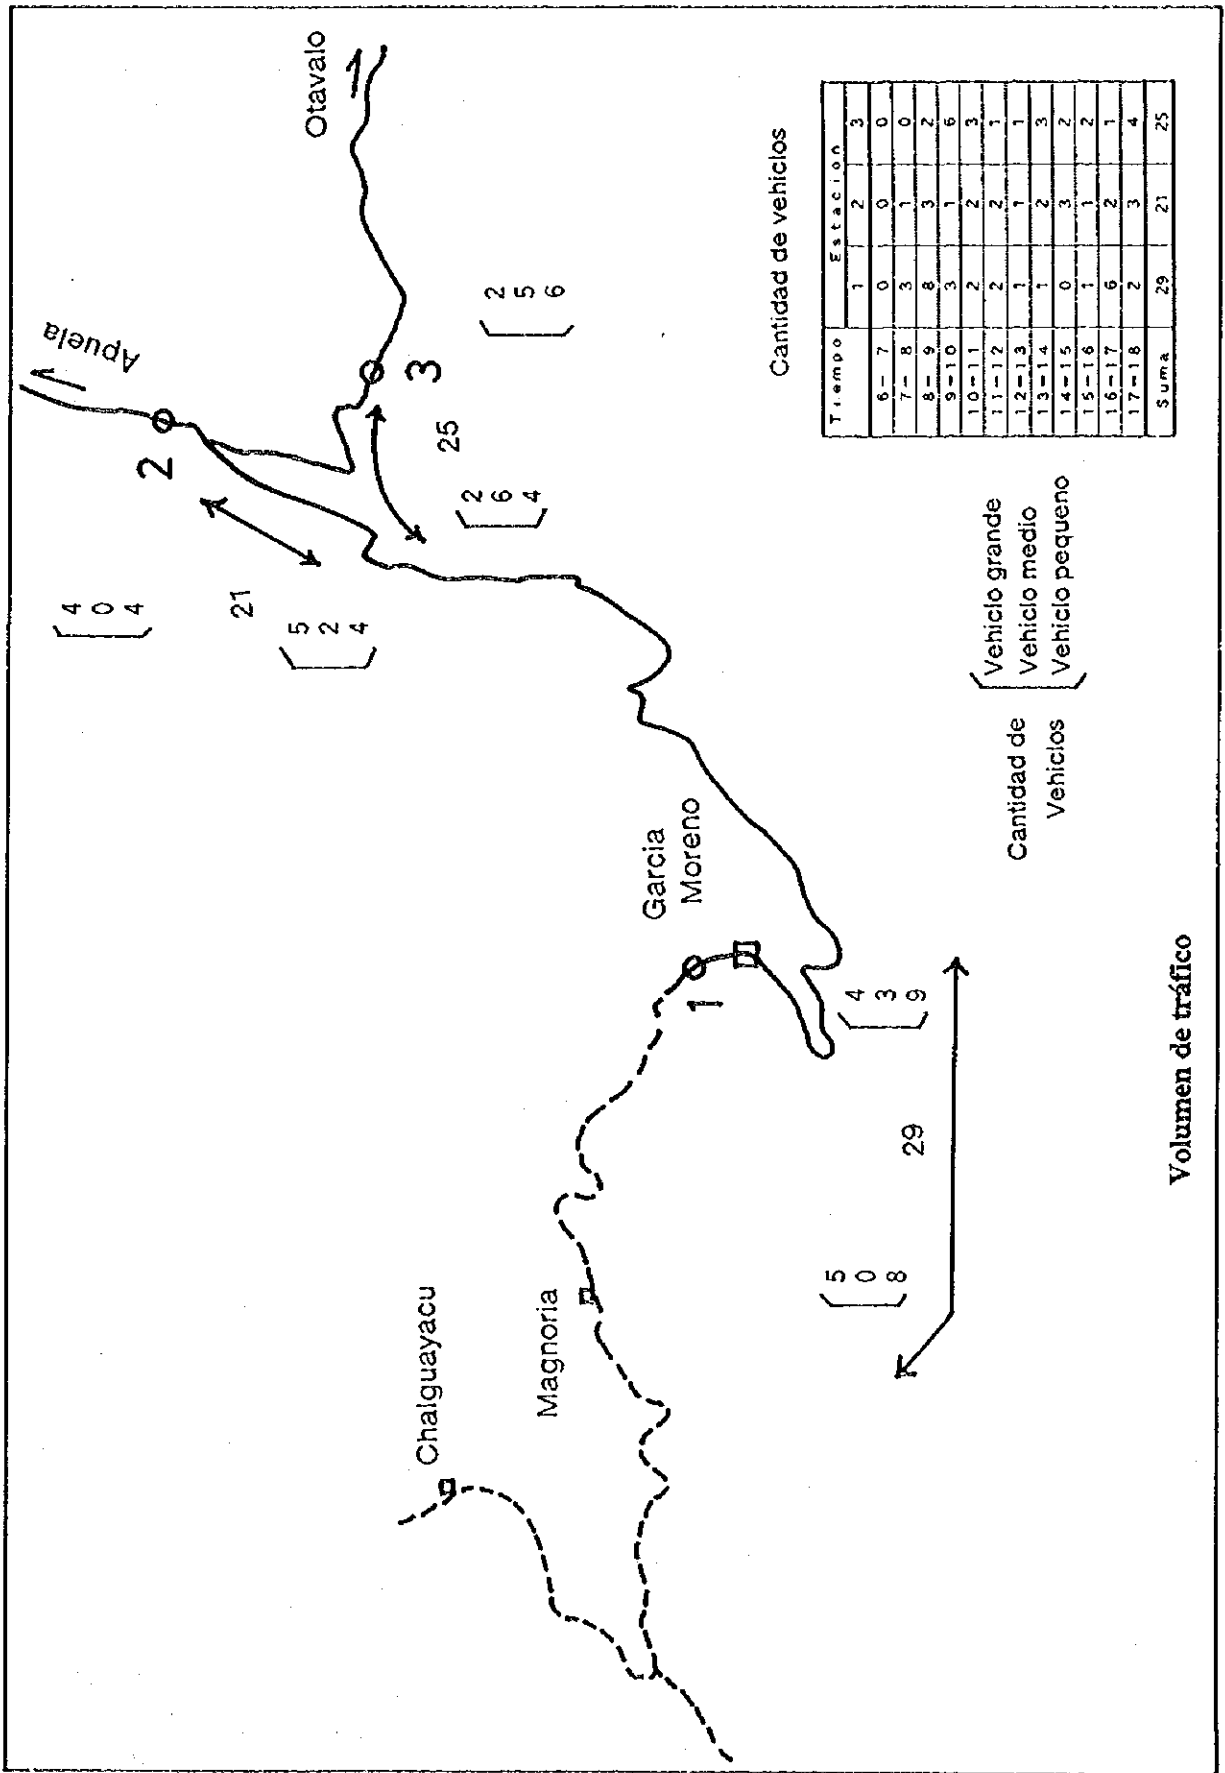 Apuela
Otavalo
2
3
4
0
4
21
5
2
4
25
2
6
4
2
5
6
Garcia
Moreno
1
Chalguayacu
Magnoria
4
3
9
29
5
0
8
Cantidad de vehiclos
Tiempo Estacion
1 2 3
6-7 0 0 0
7-8 3 1 0
8-9 8 3 2
9-10 3 1 6
10-11 2 2 3
11-12 2 2 1
12-13 1 1 1
13-14 1 2 3
14-15 0 3 2
15-16 1 1 2
16-17 6 2 1
17-18 2 3 4
Suma 29 21 25
Cantidad de
Vehiclos
Vehiclo grande
Vehiclo medio
Vehiclo pequeno
Volumen de tráfico